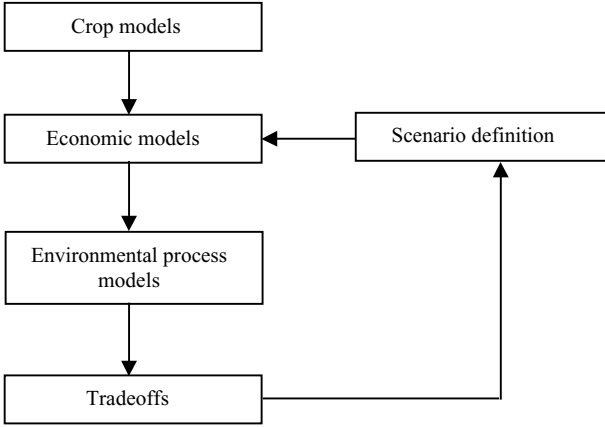 Crop models
Economic models
Scenario definition
Environmental process
models
Tradeoffs